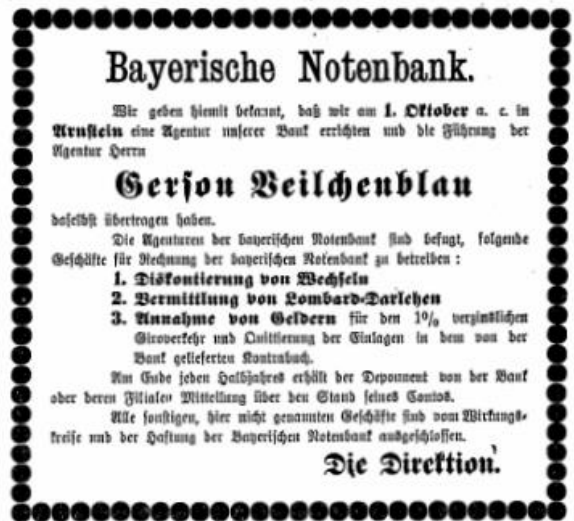 Bayerische Notenbank.
Wir geben hiemit bekannt, daß wir am 1. Oktober a. c. in
Arnstein eine Agentur unserer Bank errichten und die Führung der
Agentur Herrn
Gerson Veilchenblau
daselbst übertragen haben.
Die Agenturen der bayerischen Notenbank sind befugt, folgende
Geschäfte für Rechnung der bayerischen Notenbank zu betreiben :
1. Diskontierung von Wechseln
2. Vermittlung von Lombard-Darlehen
3. Annahme von Geldern für den 1% verzinslichen
Giroverkehr und Quittierung der Einlagen in dem von der
Bank gelieferten Kontenbuch.
Am Ende jeden Halbjahres erhält der Deponnent von der Bank
oder deren Filialen Mitteilung über den Stand seines Contos.
Alle sonstigen, hier nicht genannten Geschäfte sind vom Wirkungs-
kreise und der Haftung der Bayerischen Notenbank ausgeschlossen.
Die Direktion.